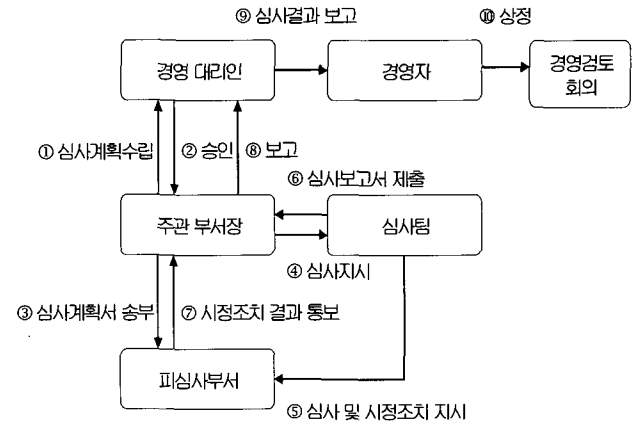 ⑨ 심사결과 보고
⑩ 상정
경영 대리인
경영자
경영검토
회의
① 심사계획수립
② 승인
⑧ 보고
⑥ 심사보고서 제출
주관 부서장
심사팀
④ 심사지시
③ 심사계획서 송부
⑦ 시정조치 결과 통보
피심사부서
⑤ 심사 및 시정조치 지시